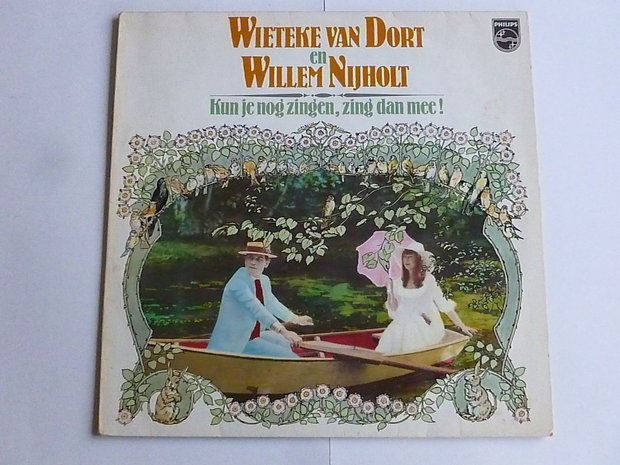 WIETEKE VAN DORT
en
WILLEM NIJHOLT
Kun je nog zingen, zing dan mee!
PHILIPS